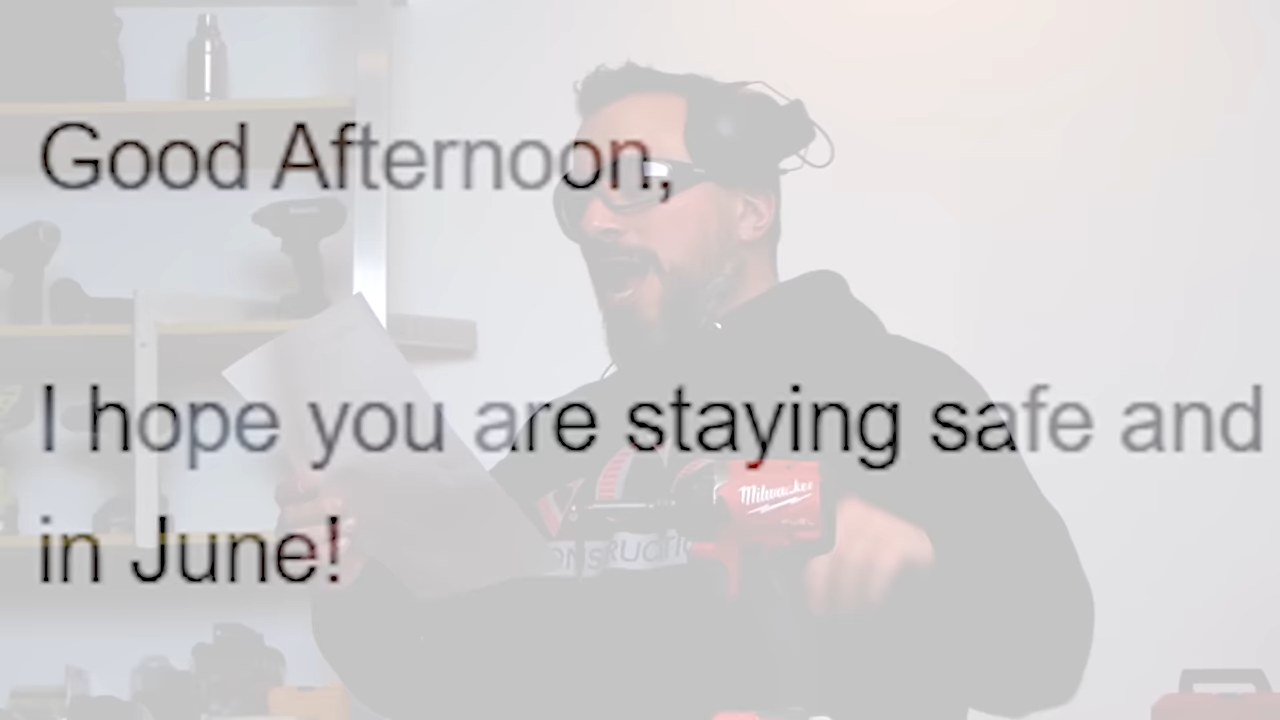 Good Afternoon,
I hope you are staying safe and
in June!
Milwaukee